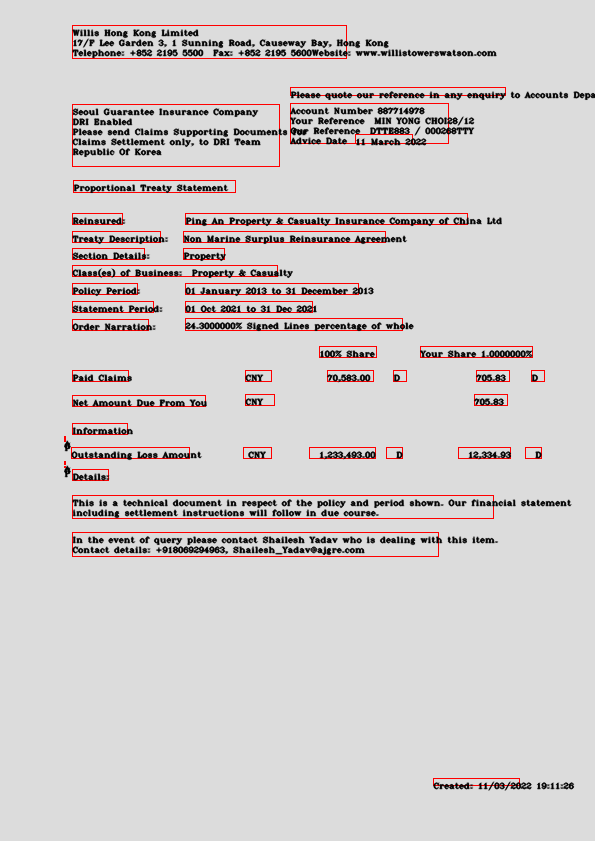 Willis Hong Kong Limited
17/F Lee Garden 3, 1 Sunning Road, Causeway Bay, Hong Kong
Telephone: +852 2195 5500 Fax: +852 2195 5600Website: www.willistowerswatson.com
Please quote our reference in any enquiry to Accounts Depa
Seoul Guarantee Insurance Company
DRI Enabled
Please send Claims Supporting Documents for
Claims Settlement only, to DRI Team
Republic Of Korea
Account Number 887714978
Your Reference MIN YONG CHOI28/12
Our Reference DTTE883 / 000268TTY
Advice Date 11 March 2022
Proportional Treaty Statement
Reinsured: Ping An Property & Casualty Insurance Company of China Ltd
Treaty Description: Non Marine Surplus Reinsurance Agreement
Section Details: Property
Class(es) of Business: Property & Casualty
Policy Period: 01 January 2013 to 31 December 2013
Statement Period: 01 Oct 2021 to 31 Dec 2021
Order Narration: 24.3000000% Signed Lines percentage of whole
100% Share Your Share 1.0000000%
Paid Claims CNY 70,583.00 D 705.83 D
Net Amount Due From You CNY 705.83
Information
Outstanding Loss Amount CNY 1,233,493.00 D 12,334.93 D
Details:
This is a technical document in respect of the policy and period shown. Our financial statement
including settlement instructions will follow in due course.
In the event of query please contact Shailesh Yadav who is dealing with this item.
Contact details: +918069294963, Shailesh_Yadav@ajgre.com
Created: 11/03/2022 19:11:26